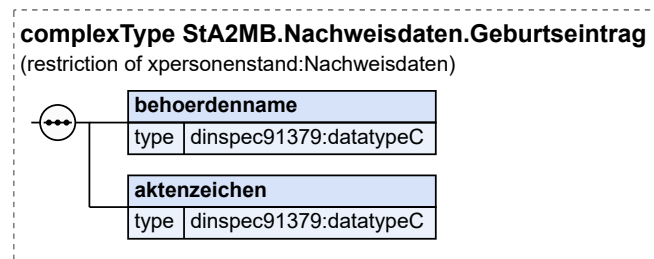 complexType StA2MB.Nachweisdaten.Geburtseintrag
(restriction of xpersonenstand:Nachweisdaten)
behoerdenname
type dinspec91379:datatypeC
aktenzeichen
type dinspec91379:datatypeC